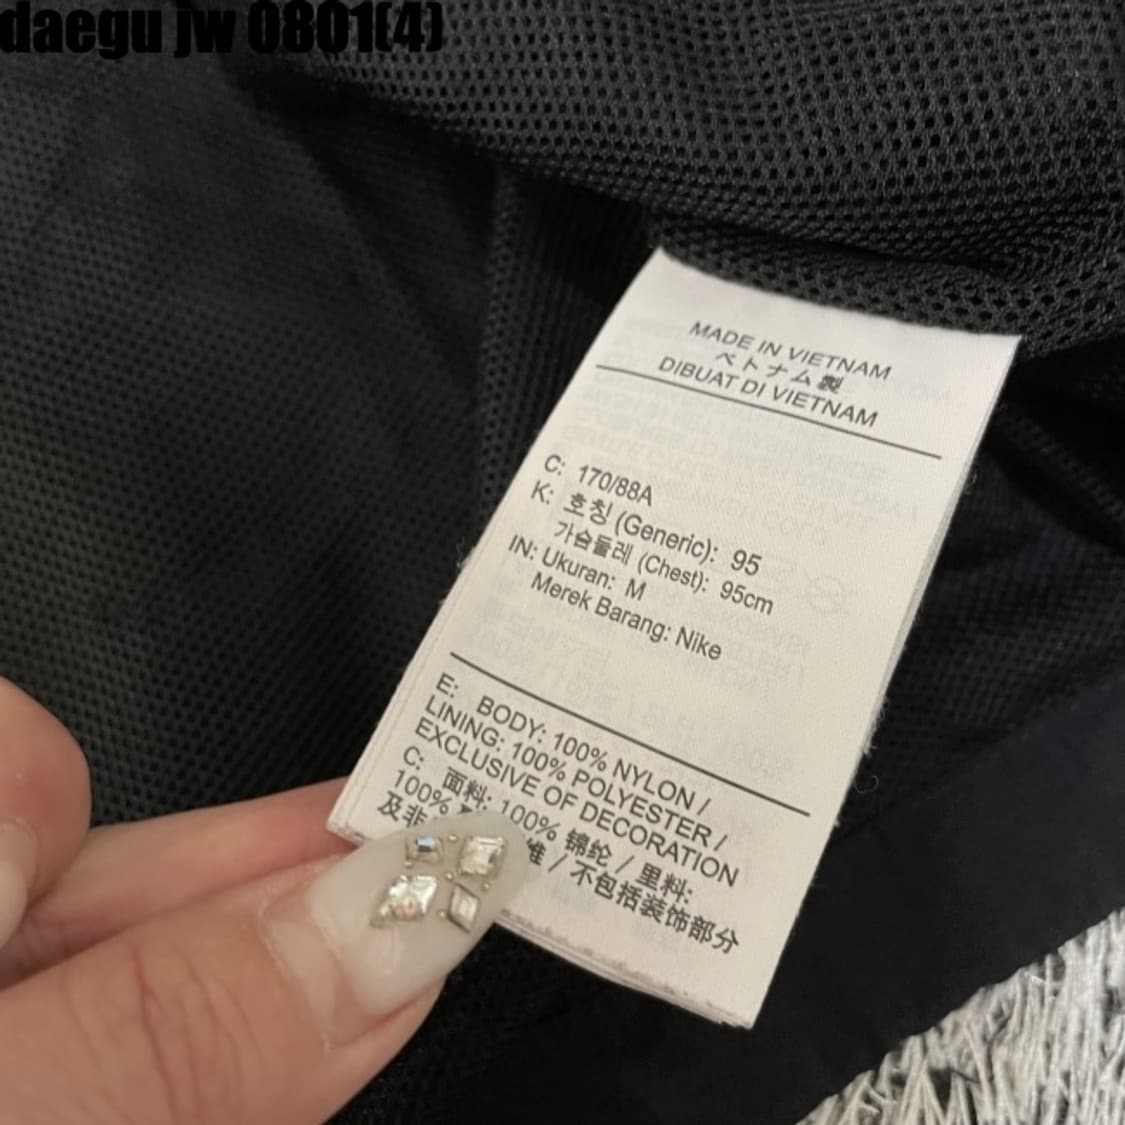 daegu jw 0801(4)
MADE IN VIETNAM
ベトナム製
DIBUAT DI VIETNAM
C: 170/88A
K: 호칭 (Generic): 95
가슴둘레 (Chest): 95cm
IN: Ukuran: M
Merek Barang: Nike
E: BODY: 100% NYLON /
LINING: 100% POLYESTER /
EXCLUSIVE OF DECORATION
C: 面料: 100% 锦纶 / 里料:
100%
及非 / 不包括装饰部分